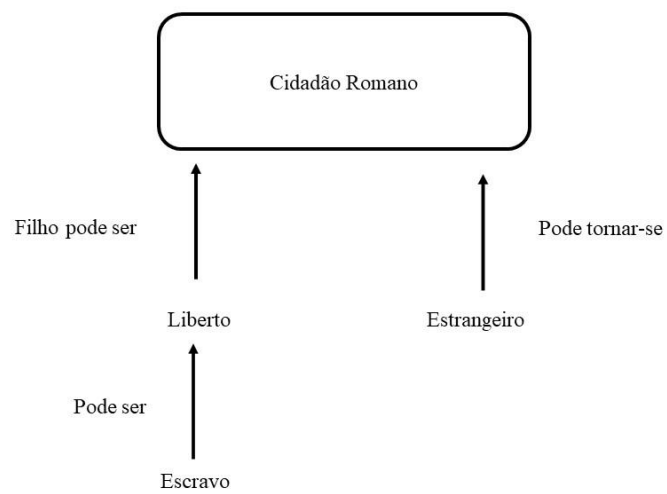 Cidadão Romano
Filho pode ser
Pode tornar-se
Liberto
Estrangeiro
Pode ser
Escravo